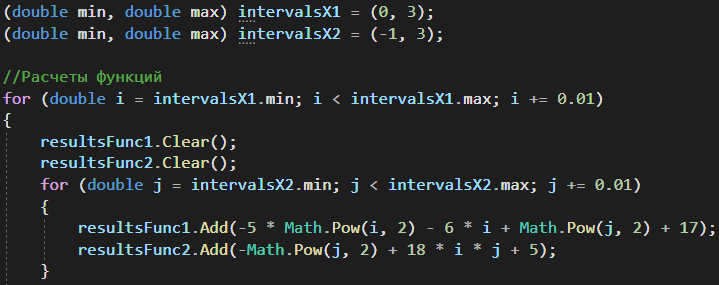 (double min, double max) intervalsX1 = (0, 3);
(double min, double max) intervalsX2 = (-1, 3);
//Расчеты функций
for (double i = intervalsX1.min; i < intervalsX1.max; i += 0.01)
{
resultsFunc1.Clear();
resultsFunc2.Clear();
for (double j = intervalsX2.min; j < intervalsX2.max; j += 0.01)
{
resultsFunc1.Add(-5 * Math.Pow(i, 2) - 6 * i + Math.Pow(j, 2) + 17);
resultsFunc2.Add(-Math.Pow(j, 2) + 18 * i * j + 5);
}